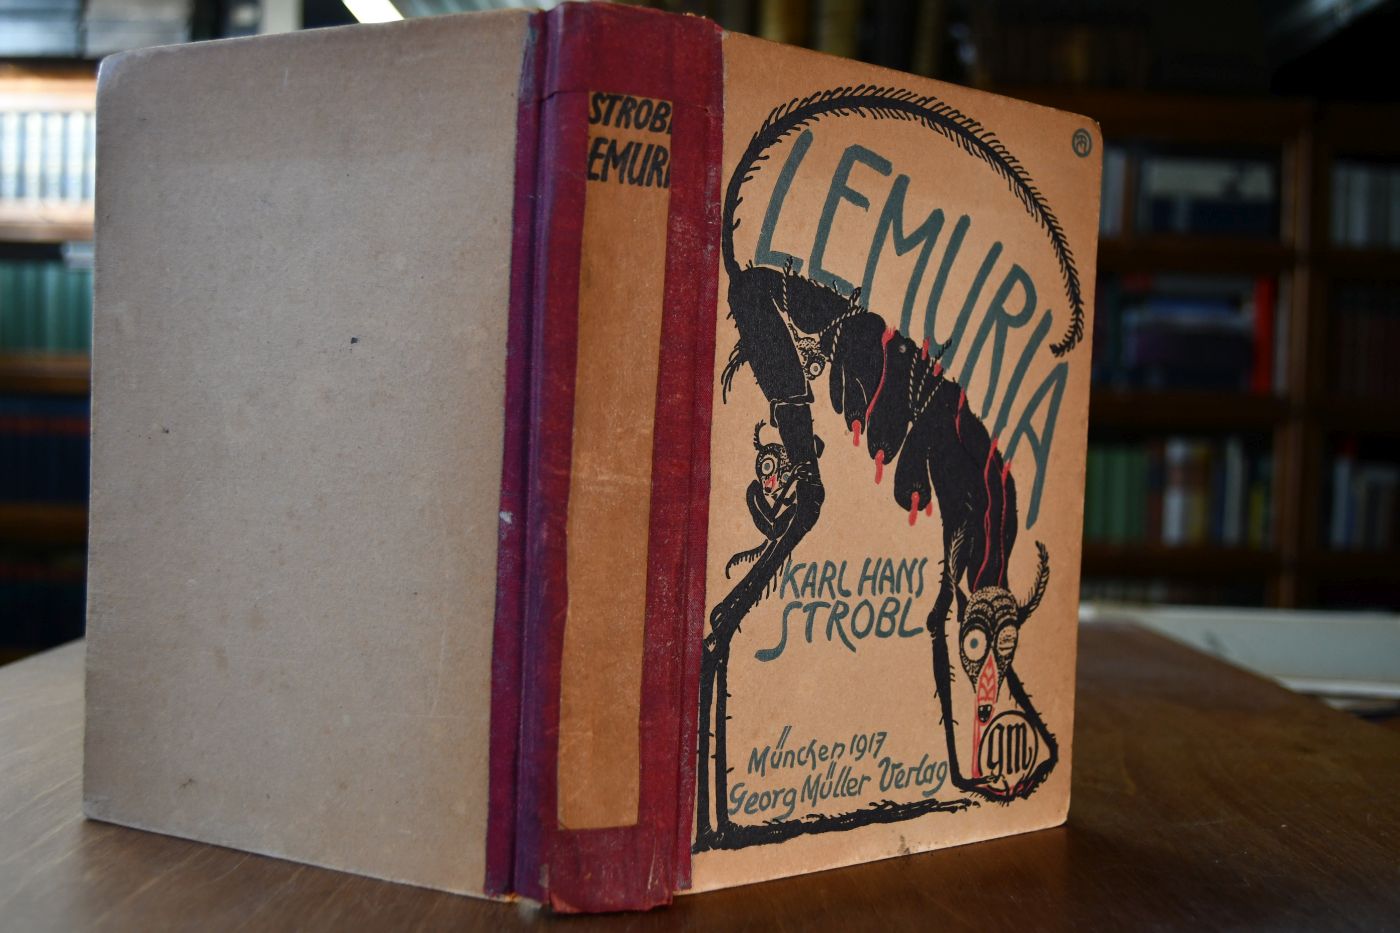 STROBL
LEMURI
LEMURIA
KARL HANS
STROBL
München 1917
Georg Müller Verlag
gm